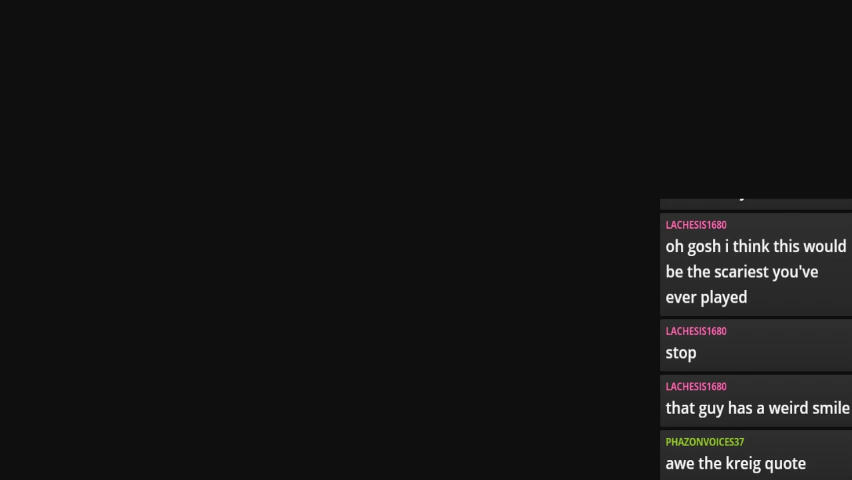 LACHESIS1680
oh gosh i think this would
be the scariest you've
ever played
LACHESIS1680
stop
LACHESIS1680
that guy has a weird smile
PHAZONVOICES37
awe the kreig quote